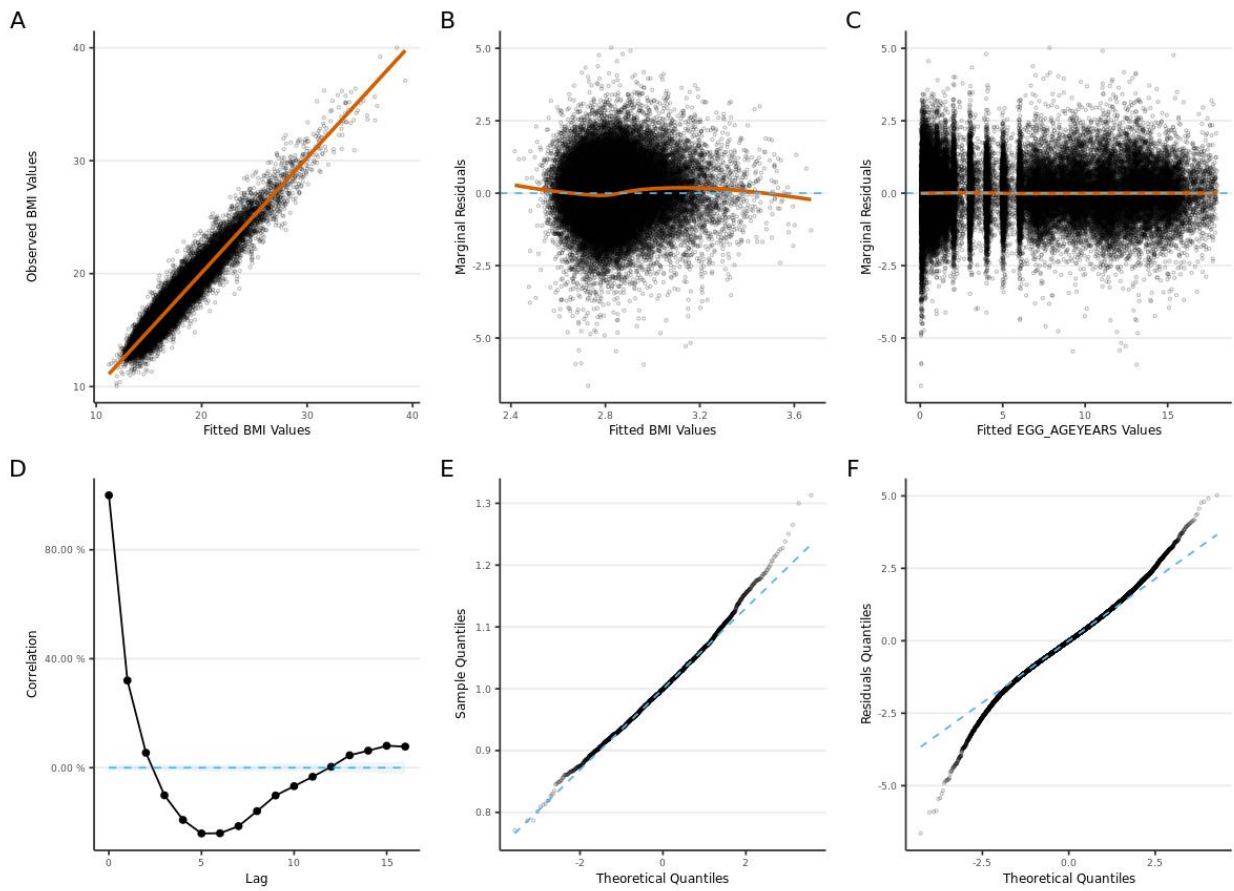 A
40
30
20
10
Observed BMI Values
10
20
30
40
Fitted BMI Values
B
5.0
2.5
0.0
-2.5
-5.0
Marginal Residuals
2.4
2.8
3.2
3.6
Fitted BMI Values
C
5.0
2.5
0.0
-2.5
-5.0
Marginal Residuals
0
5
10
15
Fitted EGG_AGEYEARS Values
D
80.00 %
40.00 %
0.00 %
Correlation
0
5
10
15
Lag
E
1.3
1.2
1.1
1.0
0.9
0.8
Sample Quantiles
-2
0
2
Theoretical Quantiles
F
5.0
2.5
0.0
-2.5
-5.0
Residuals Quantiles
-2.5
0.0
2.5
Theoretical Quantiles